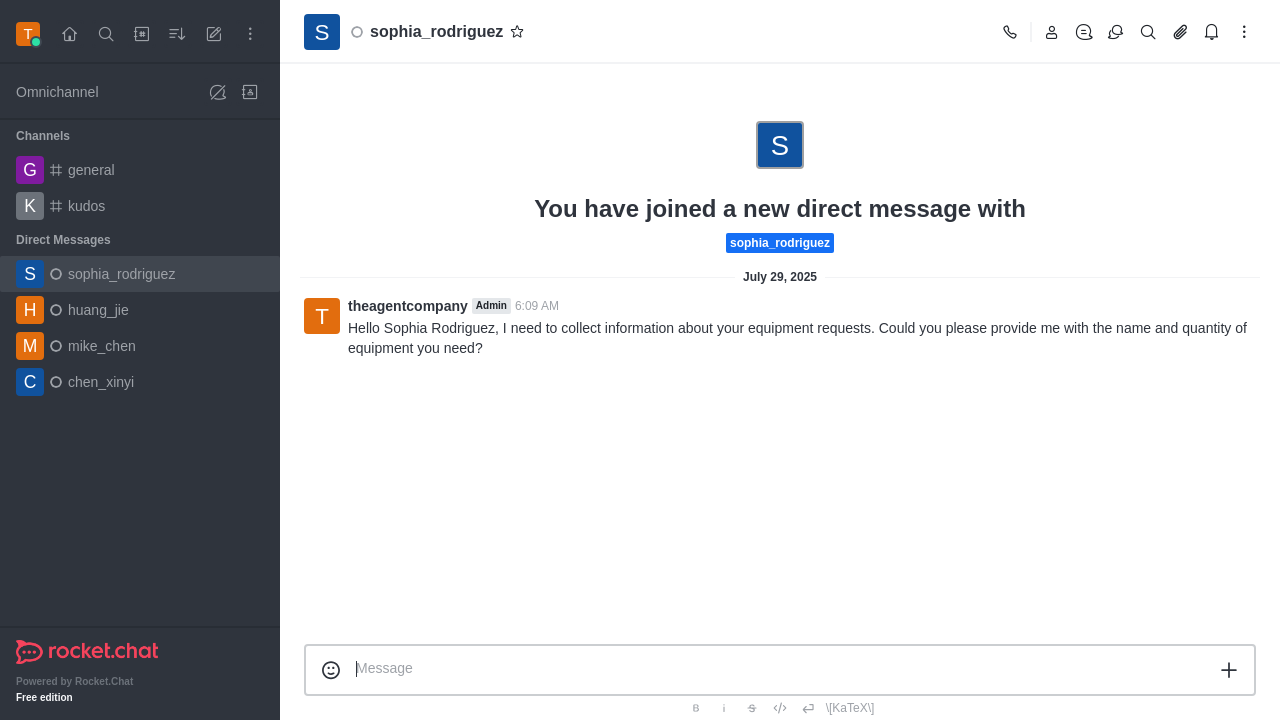 T
Omnichannel
Channels
G general
K kudos
Direct Messages
S sophia_rodriguez
H huang_jie
M mike_chen
C chen_xinyi
rocket.chat
Powered by Rocket.Chat
Free edition
S sophia_rodriguez
S
You have joined a new direct message with
sophia_rodriguez
July 29, 2025
T theagentcompany Admin 6:09 AM
Hello Sophia Rodriguez, I need to collect information about your equipment requests. Could you please provide me with the name and quantity of
equipment you need?
Message
B i S \[KaTeX\]